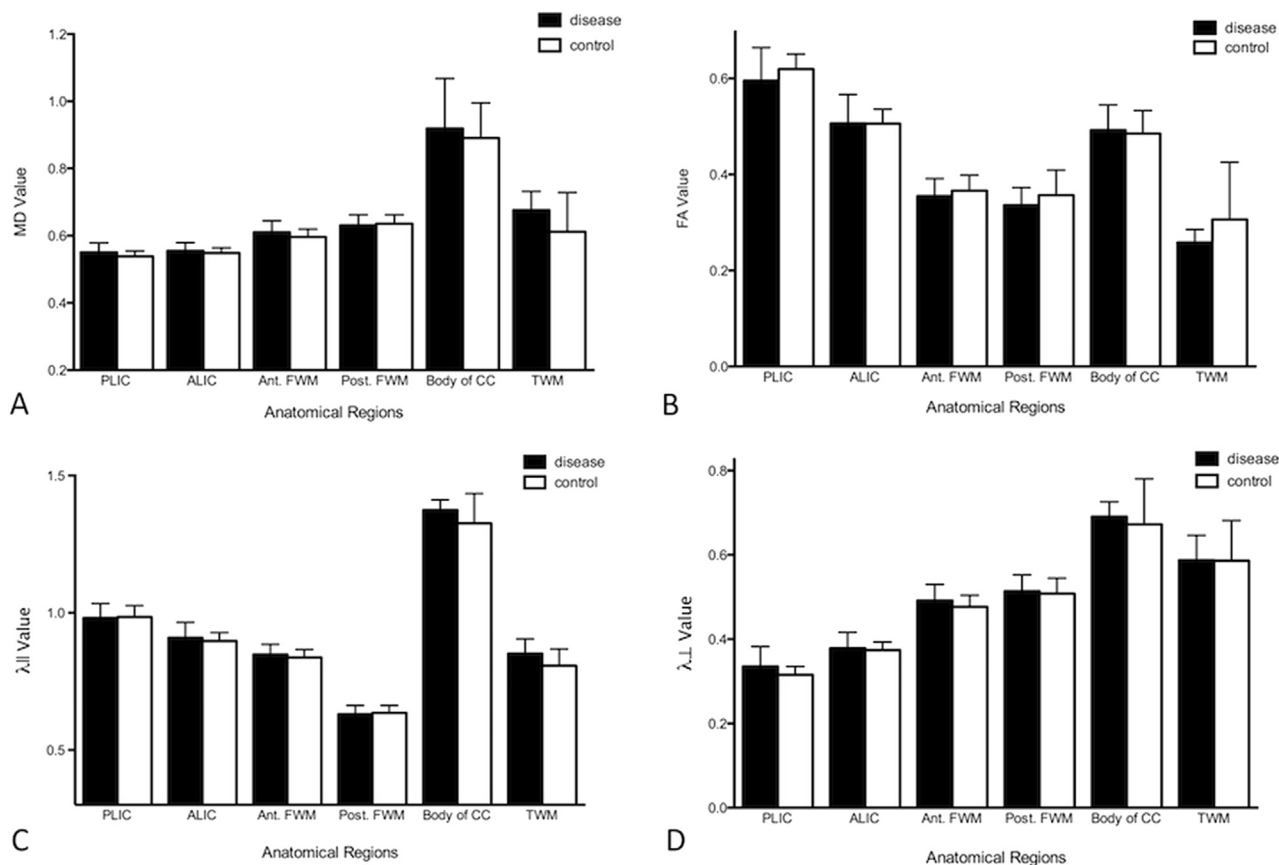 disease
control
1.2
1.0
0.8
0.6
0.4
0.2
MD Value
PLIC ALIC Ant. FWM Post. FWM Body of CC TWM
Anatomical Regions
A
disease
control
0.6
0.4
0.2
0.0
FA Value
PLIC ALIC Ant. FWM Post. FWM Body of CC TWM
Anatomical Regions
B
disease
control
1.5
1.0
0.5
λ|| Value
PLIC ALIC Ant. FWM Post. FWM Body of CC TWM
Anatomical Regions
C
disease
control
0.8
0.6
0.4
0.2
0.0
λ⊥ Value
PLIC ALIC Ant. FWM Post. FWM Body of CC TWM
Anatomical Regions
D